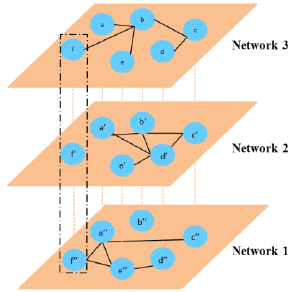 a b c
f d Network 3
e
a' b' c'
f' d' Network 2
e'
b''
a'' c''
f'' d'' Network 1
e''